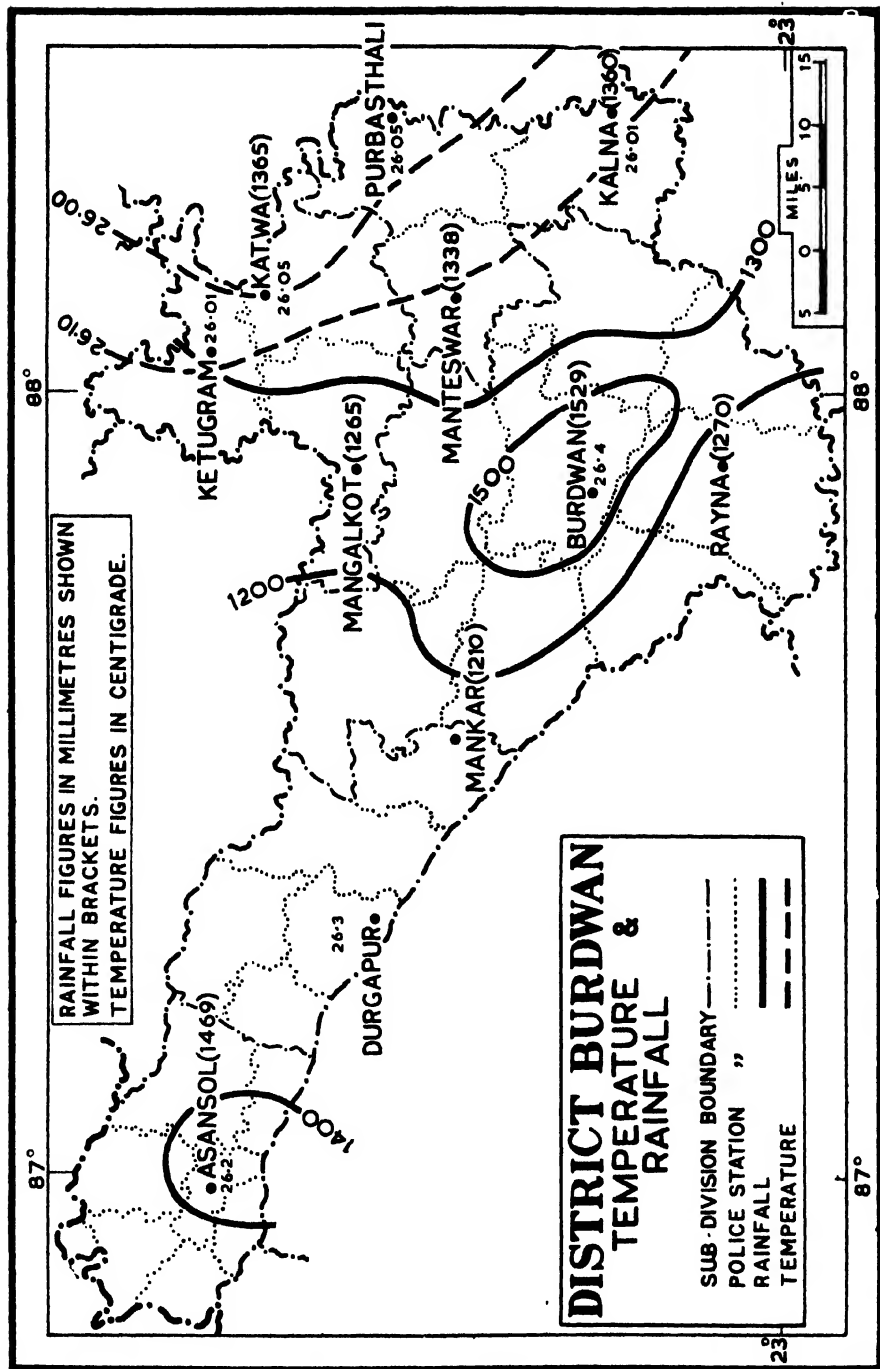 RAINFALL FIGURES IN MILLIMETRES SHOWN
WITHIN BRACKETS.
TEMPERATURE FIGURES IN CENTIGRADE.
87°
88°
26·10
26·00
KETUGRAM
26·01
KATWA(1365)
26·05
ASANSOL(1469)
26·2
1400
26·3
DURGAPUR
1200
MANGALKOT(1265)
PURBASTHALI
26·05
MANKAR(1210)
MANTESWAR(1338)
1500
BURDWAN(1529)
26·4
KALNA(1360)
26·01
RAYNA(1270)
1300
DISTRICT BURDWAN
TEMPERATURE &
RAINFALL
SUB-DIVISION BOUNDARY
POLICE STATION „
RAINFALL
TEMPERATURE
MILES
5 0 5 10 15
23°
23°
87°
88°